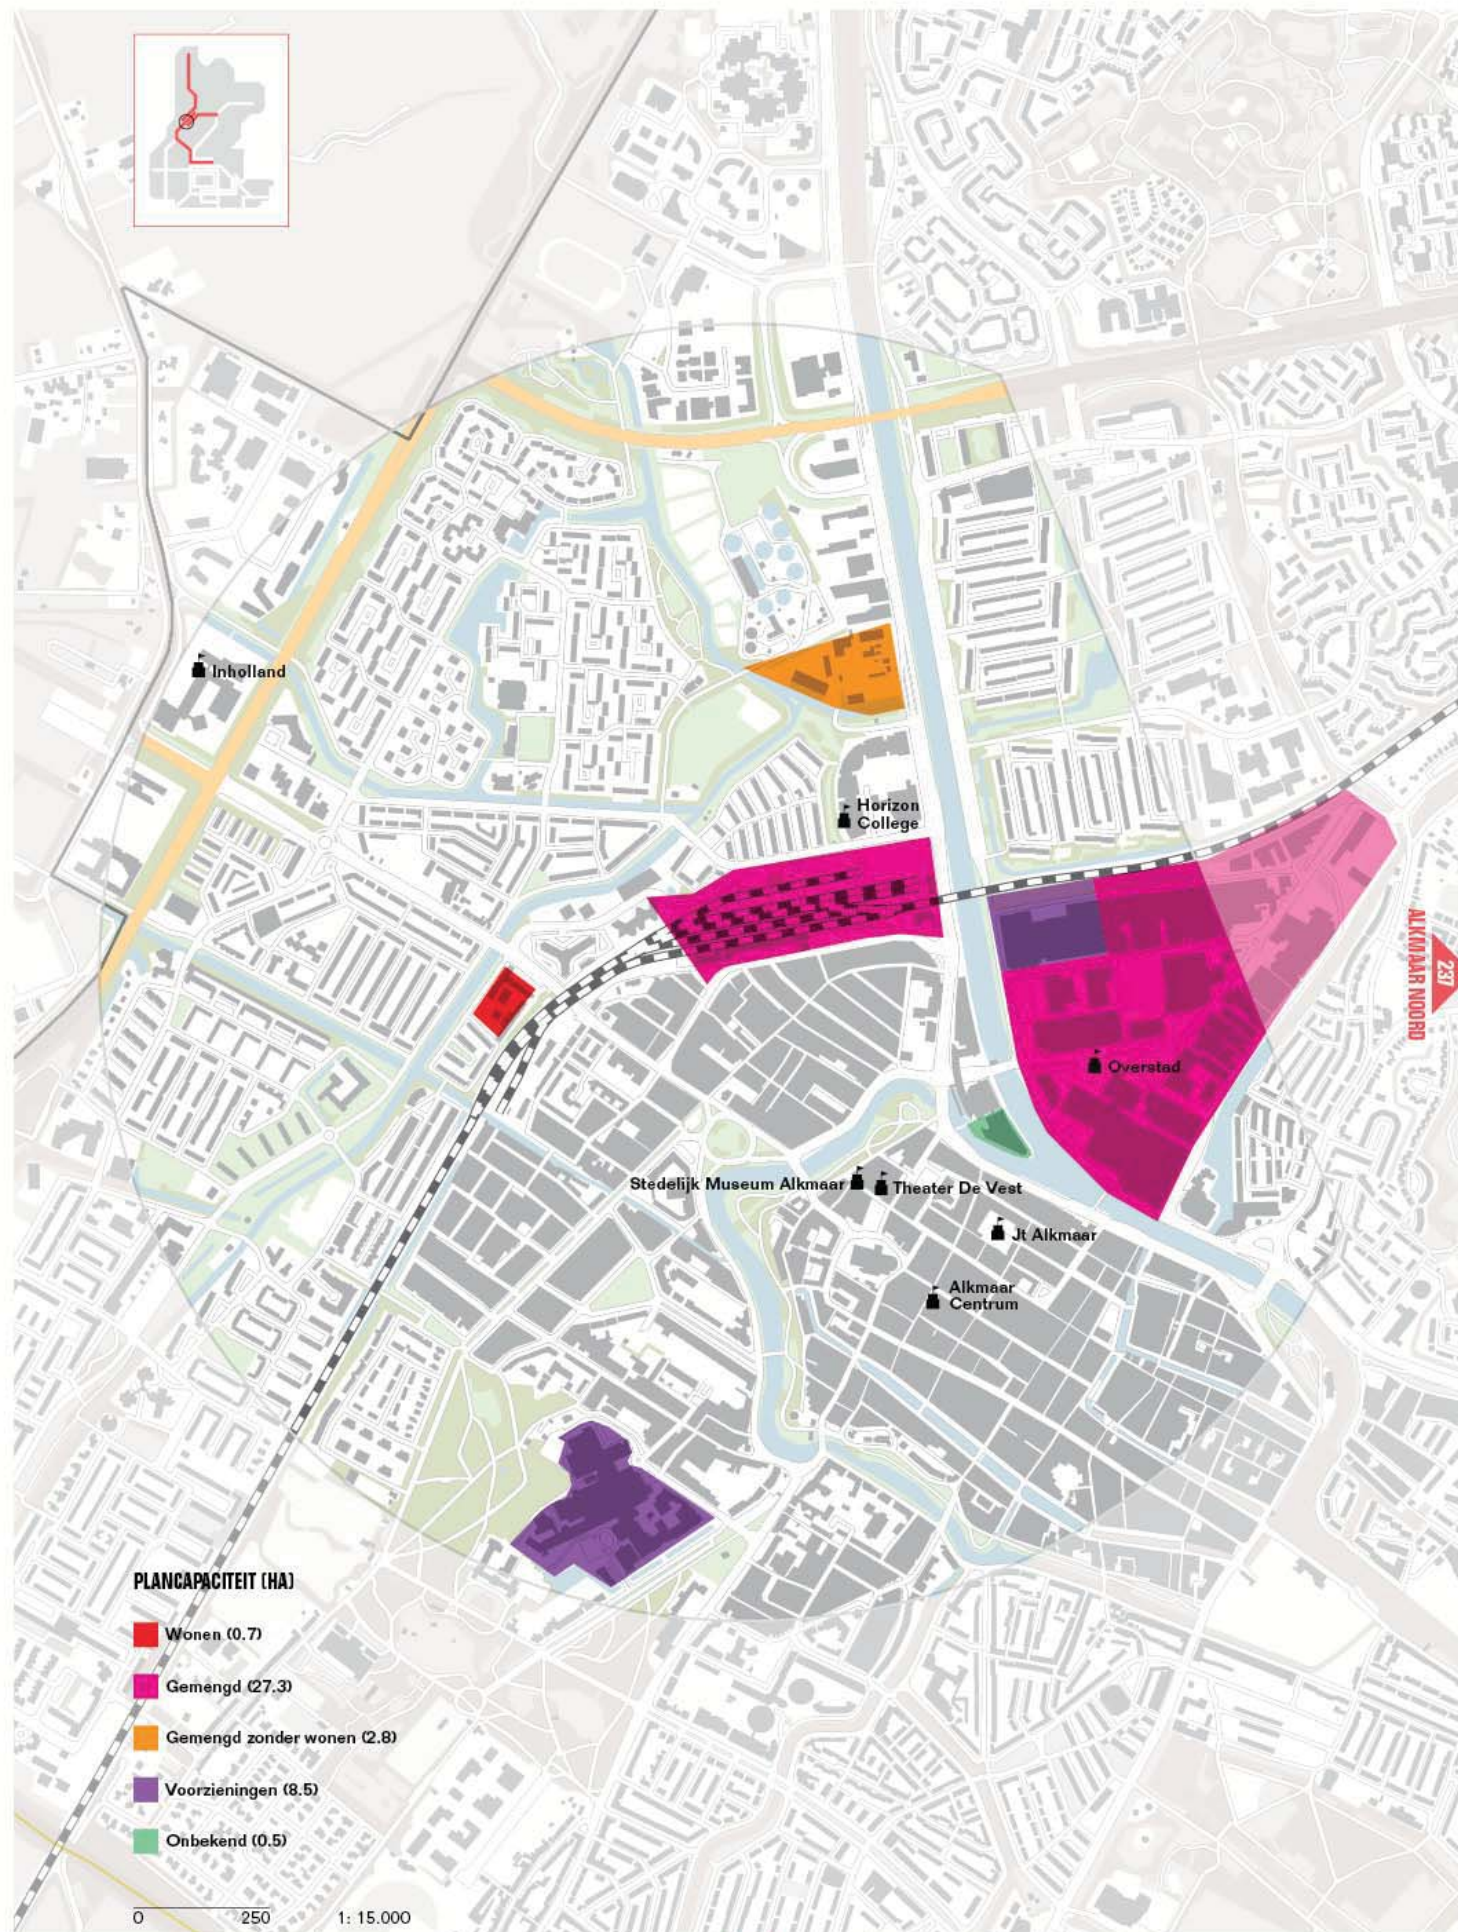 Inholland
Horizon
College
237
ALKMAAR NOORD
Overstad
Stedelijk Museum Alkmaar
Theater De Vest
Jt Alkmaar
Alkmaar
Centrum
PLANCAPACITEIT (HA)
Wonen (0.7)
Gemengd (27.3)
Gemengd zonder wonen (2.8)
Voorzieningen (8.5)
Onbekend (0.5)
0 250 1: 15.000